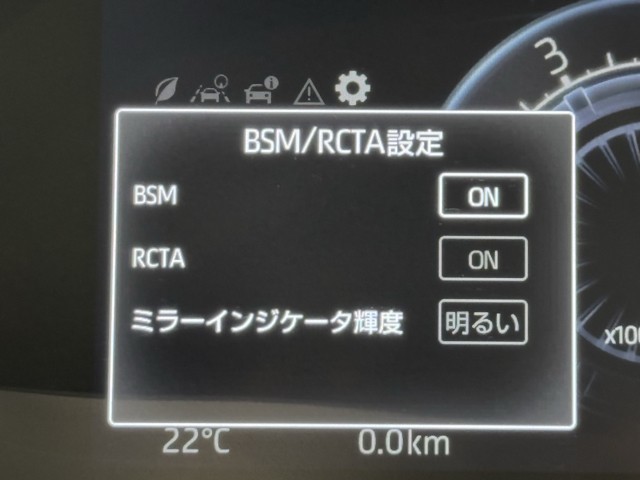 3
BSM/RCTA設定
BSM ON
RCTA ON
ミラーインジケータ輝度 明るい
x100
22°C 0.0km